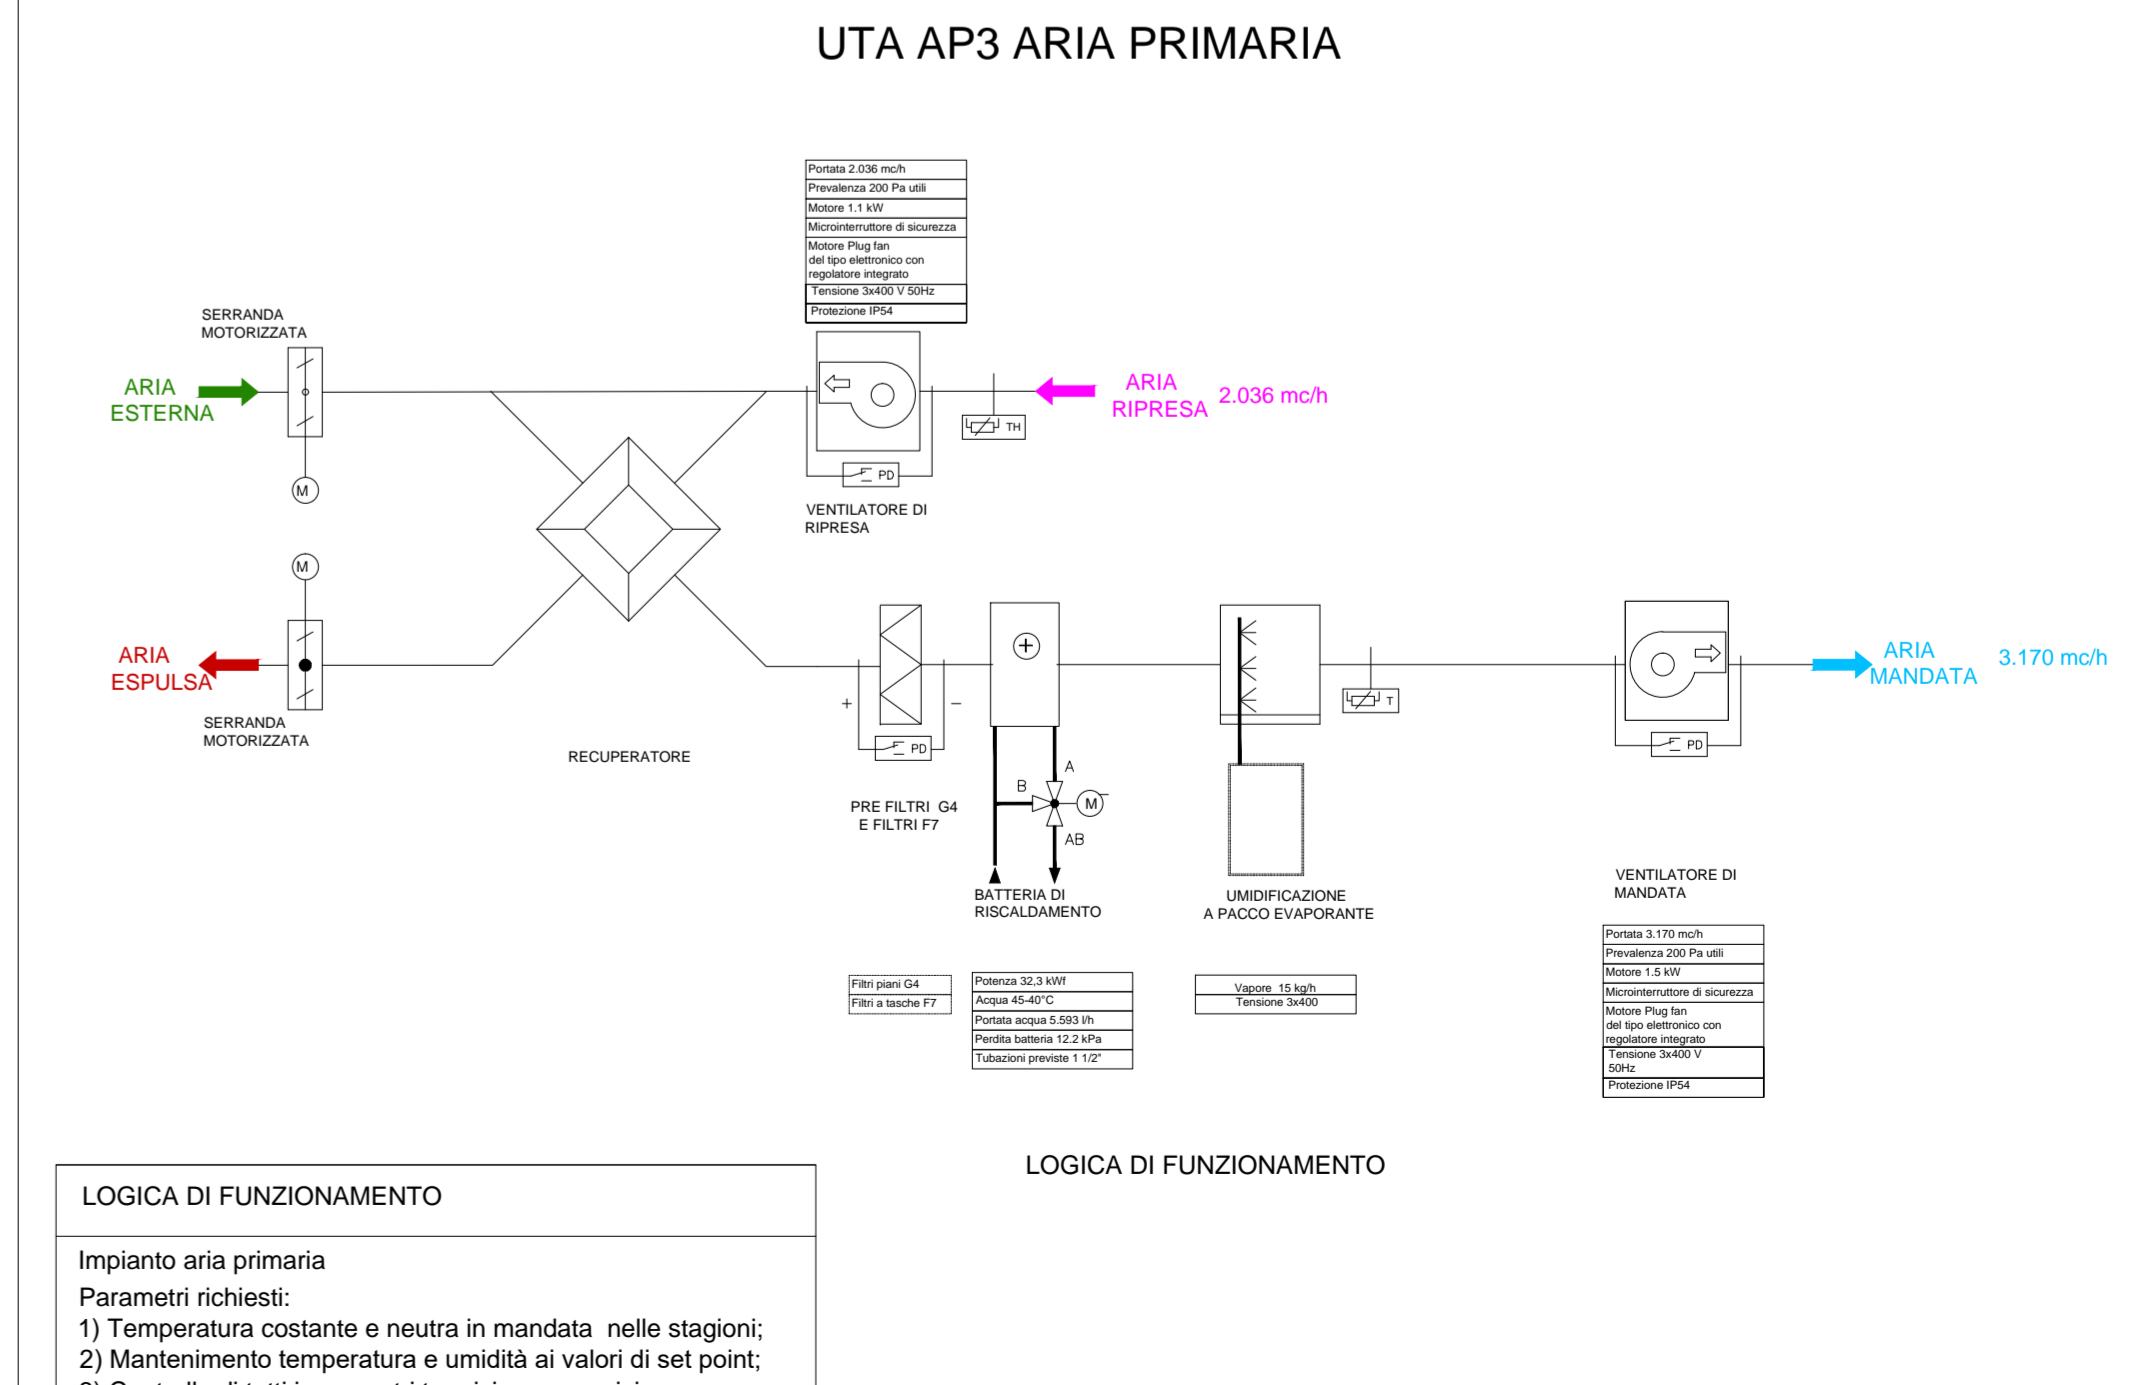 UTA AP3 ARIA PRIMARIA
Portata 2.036 mc/h
Prevalenza 200 Pa utili
Motore 1.1 kW
Microinterruttore di sicurezza
Motore Plug fan
del tipo elettronico con
regolatore integrato
Tensione 3x400 V 50Hz
Protezione IP54
SERRANDA
MOTORIZZATA
ARIA
ESTERNA
M
TH
ARIA
RIPRESA
2.036 mc/h
PD
VENTILATORE DI
RIPRESA
M
ARIA
ESPULSA
SERRANDA
MOTORIZZATA
RECUPERATORE
+
−
PD
PRE FILTRI G4
E FILTRI F7
+
A
B
M
AB
BATTERIA DI
RISCALDAMENTO
UMIDIFICAZIONE
A PACCO EVAPORANTE
T
PD
ARIA
MANDATA
3.170 mc/h
VENTILATORE DI
MANDATA
Filtri piani G4
Filtri a tasche F7
Potenza 32,3 kWf
Acqua 45-40°C
Portata acqua 5.593 l/h
Perdita batteria 12.2 kPa
Tubazioni previste 1 1/2"
Vapore 15 kg/h
Tensione 3x400
Portata 3.170 mc/h
Prevalenza 200 Pa utili
Motore 1.5 kW
Microinterruttore di sicurezza
Motore Plug fan
del tipo elettronico con
regolatore integrato
Tensione 3x400 V
50Hz
Protezione IP54
LOGICA DI FUNZIONAMENTO
LOGICA DI FUNZIONAMENTO
Impianto aria primaria
Parametri richiesti:
1) Temperatura costante e neutra in mandata nelle stagioni;
2) Mantenimento temperatura e umidità ai valori di set point;